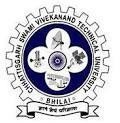 CHHATTISGARH SWAMI VIVEKANAND TECHNICAL UNIVERSITY
BHILAI